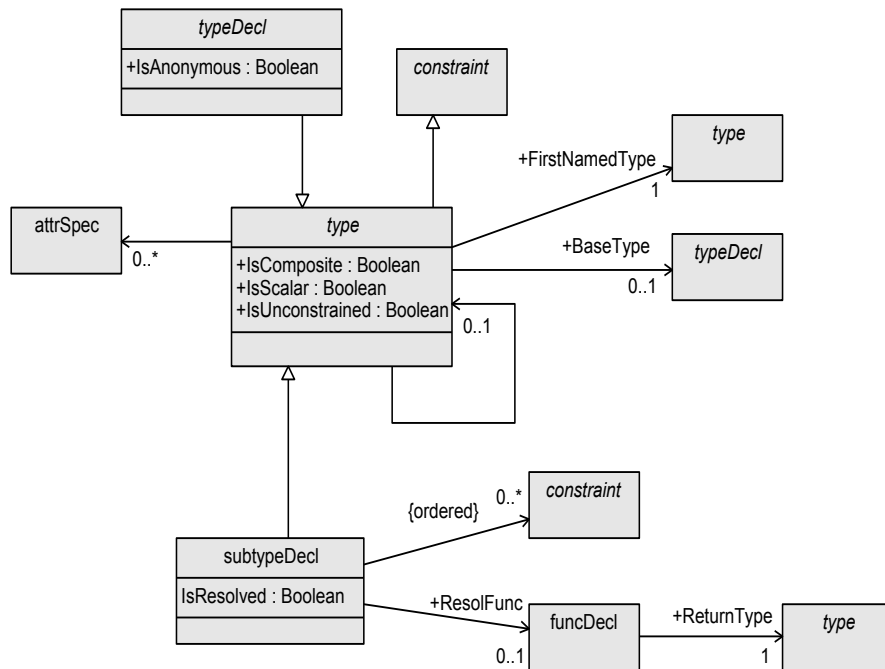 typeDecl
+IsAnonymous : Boolean
constraint
+FirstNamedType
type
1
attrSpec
0..*
type
+IsComposite : Boolean
+IsScalar : Boolean
+IsUnconstrained : Boolean
0..1
+BaseType
typeDecl
0..1
subtypeDecl
IsResolved : Boolean
{ordered}
0..*
constraint
+ResolFunc
0..1
funcDecl
+ReturnType
1
type